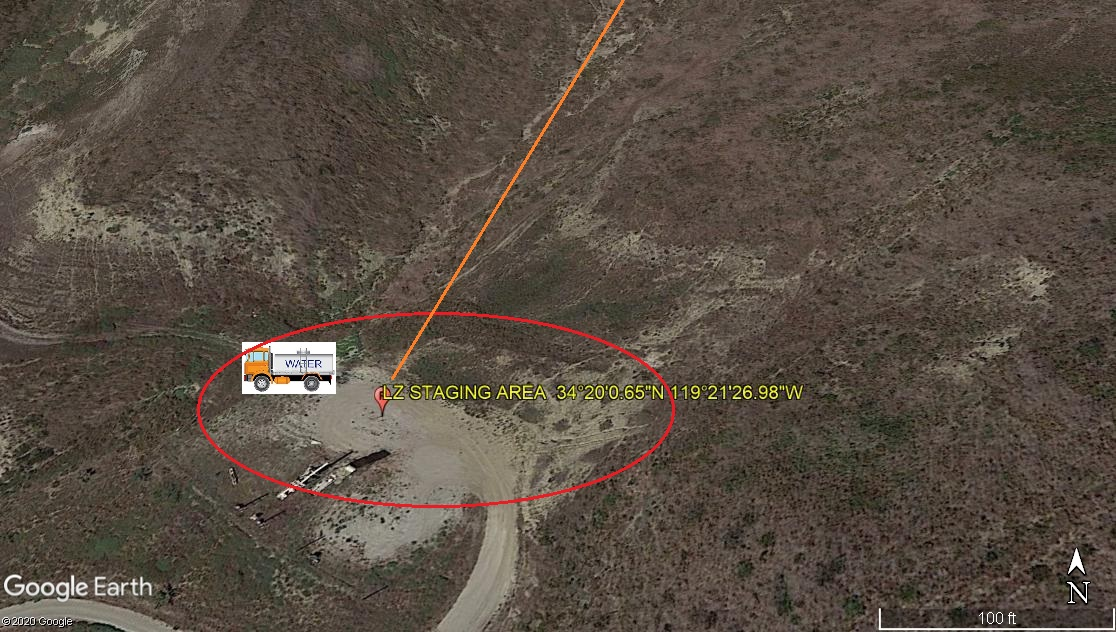 WATER
LZ STAGING AREA 34°20'0.65"N 119°21'26.98"W
Google Earth
©2020 Google
N
100 ft